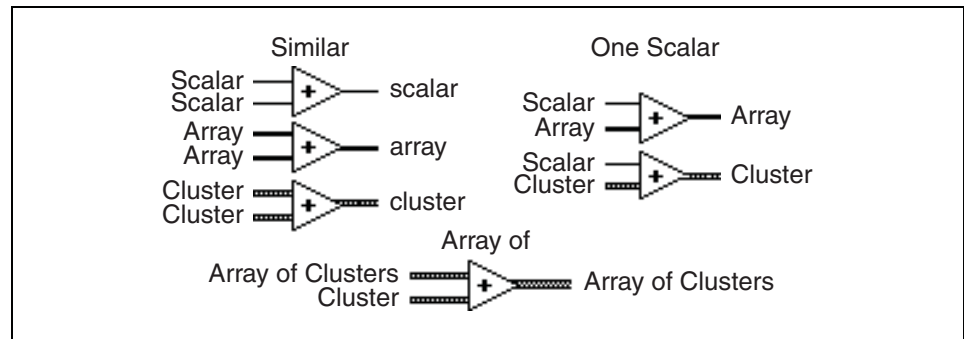 Similar
Scalar
Scalar
+
scalar
Array
Array
+
array
Cluster
Cluster
+
cluster
One Scalar
Scalar
Array
+
Array
Scalar
Cluster
+
Cluster
Array of
Array of Clusters
Cluster
+
Array of Clusters